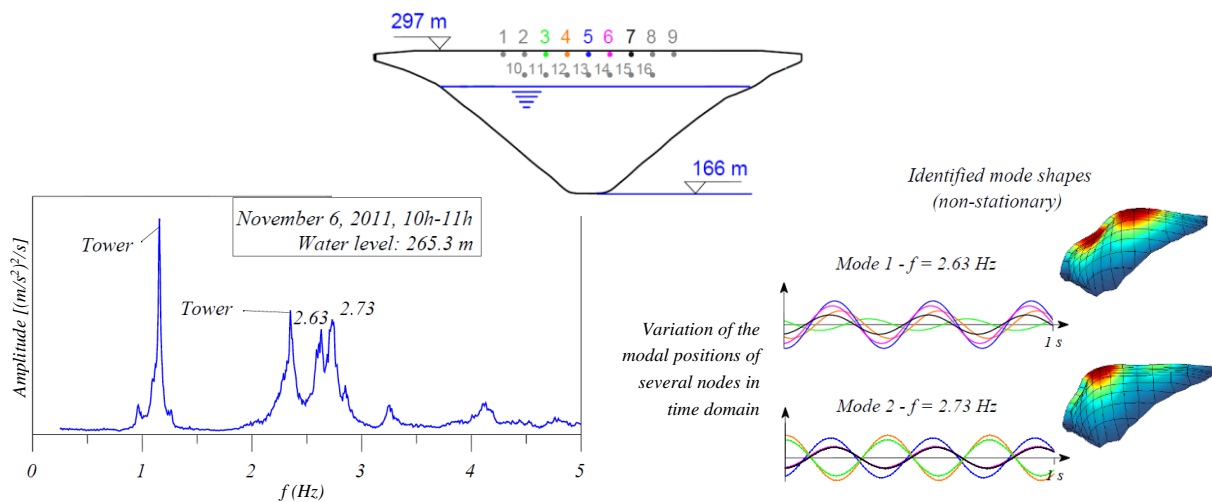 297 m
1 2 3 4 5 6 7 8 9
10 11 12 13 14 15 16
166 m
November 6, 2011, 10h-11h
Water level: 265.3 m
Tower
Tower
2.63
2.73
Amplitude [(m/s²)²/s]
0 1 2 3 4 5
f (Hz)
Identified mode shapes
(non-stationary)
Mode 1 - f = 2.63 Hz
1 s
Variation of the
modal positions of
several nodes in
time domain
Mode 2 - f = 2.73 Hz
1 s